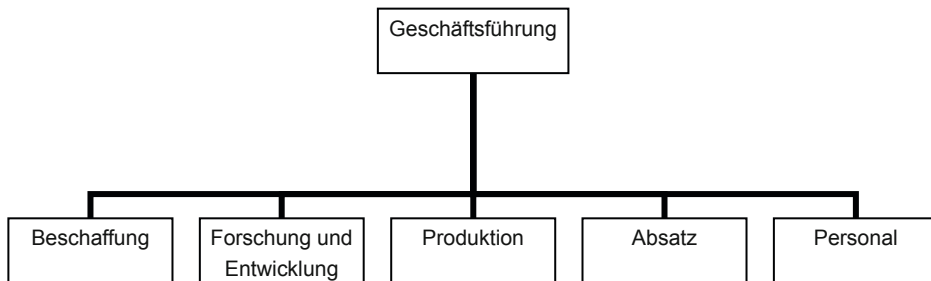 Geschäftsführung
Beschaffung
Forschung und
Entwicklung
Produktion
Absatz
Personal